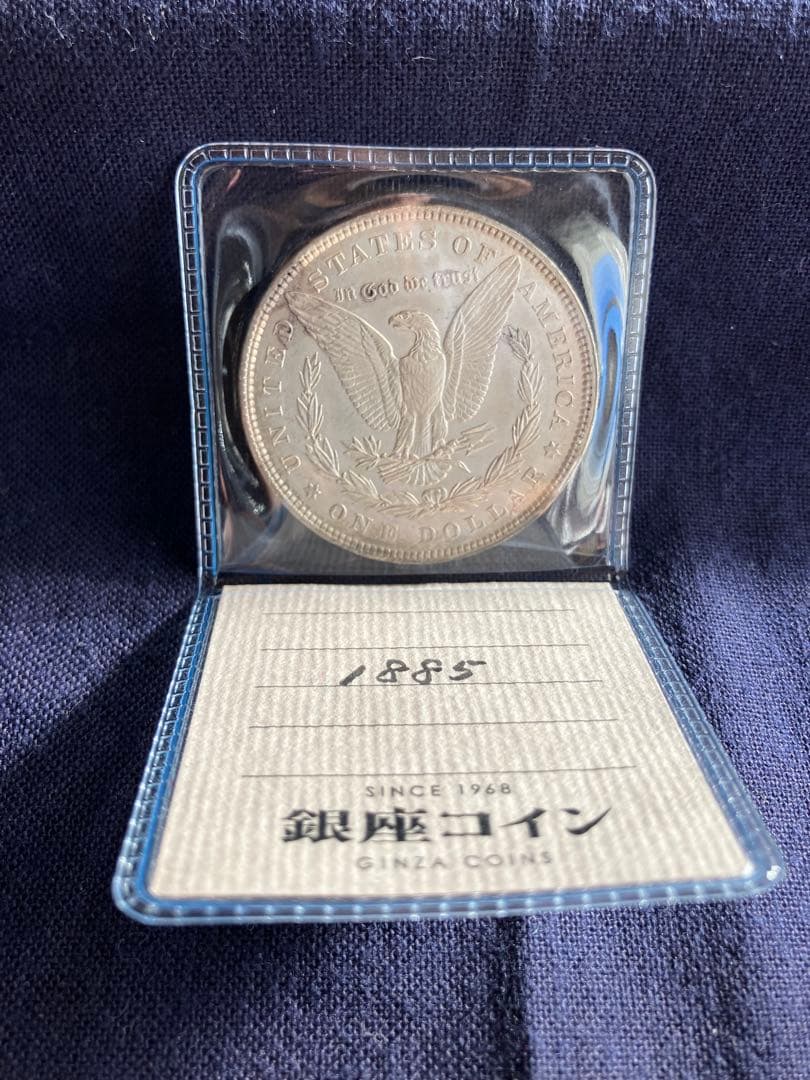 UNITED STATES OF AMERICA
In God we trust
★ ONE DOLLAR ★
1885
SINCE 1968
銀座コイン
GINZA COINS